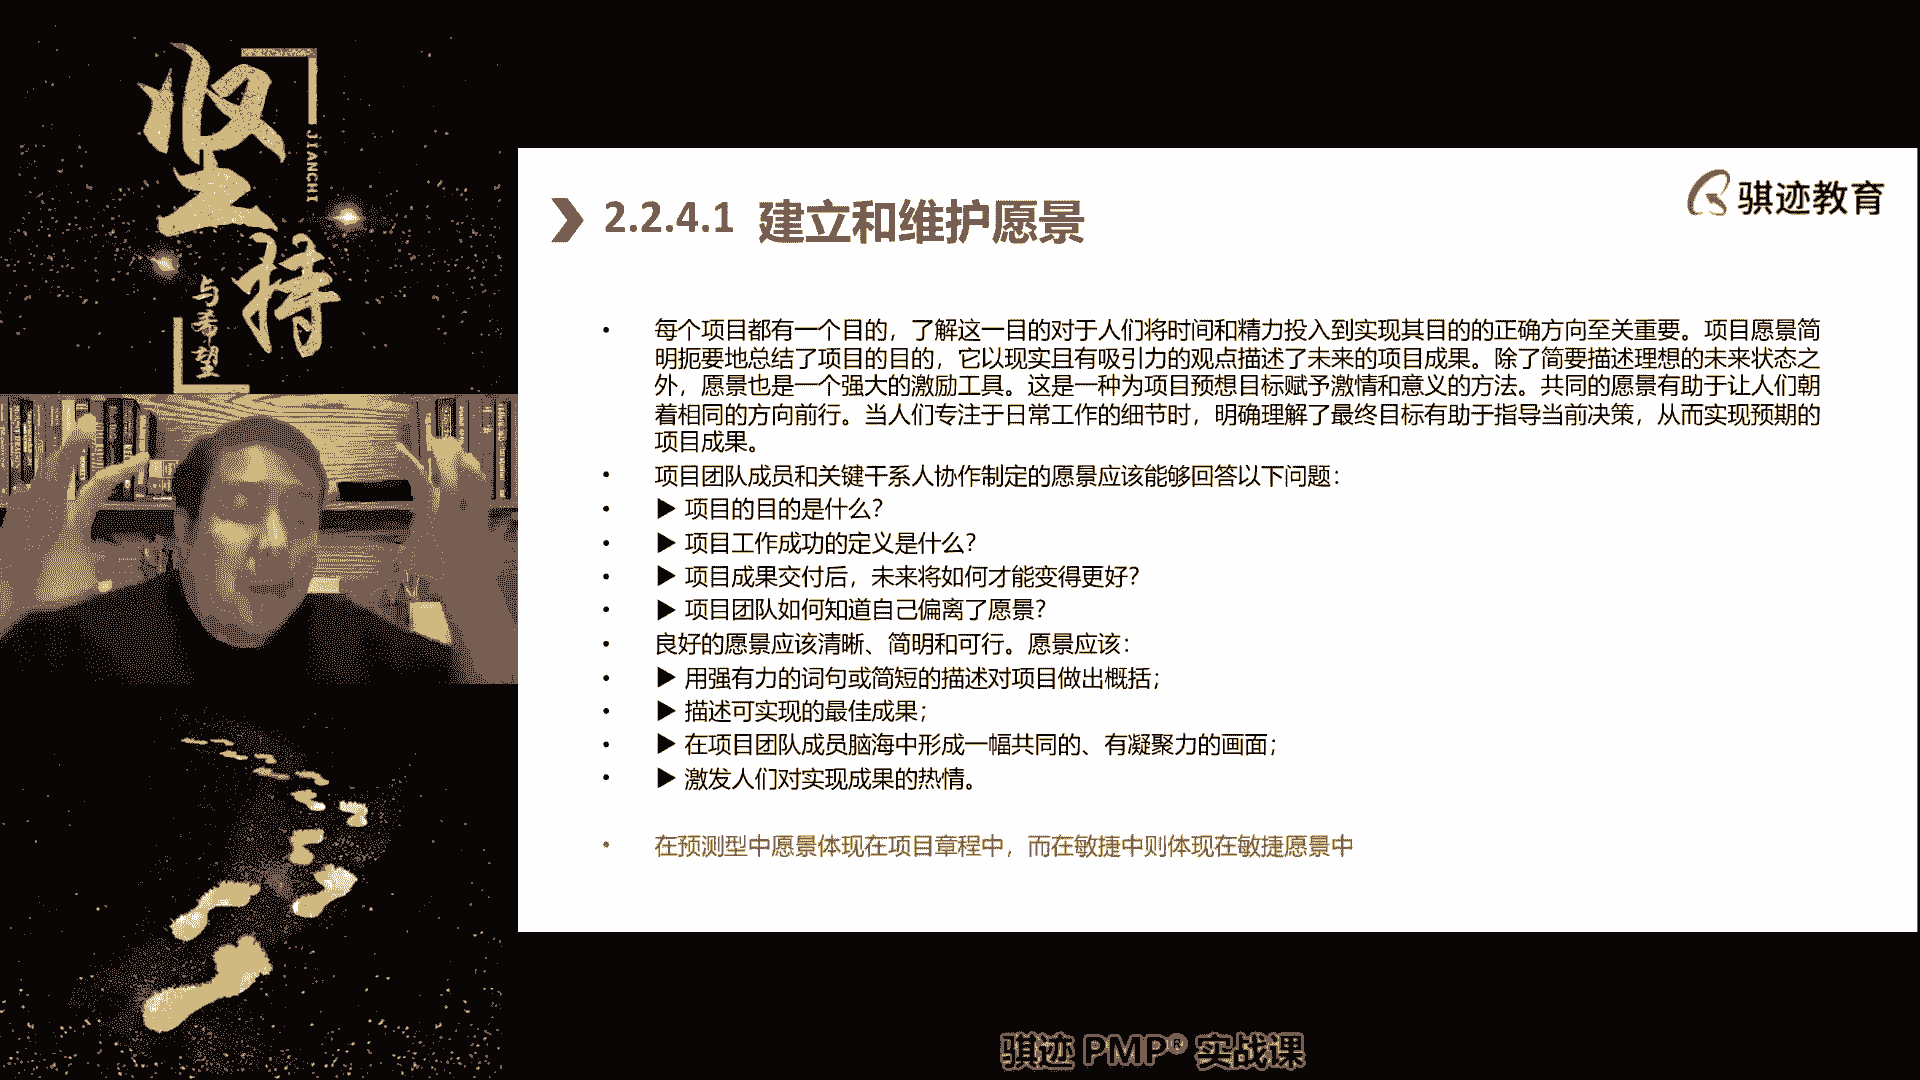 坚持
JIANCHI
与希望
骐迹教育
2.2.4.1 建立和维护愿景
• 每个项目都有一个目的，了解这一目的对于人们将时间和精力投入到实现其目的的正确方向至关重要。项目愿景简
明扼要地总结了项目的目的，它以现实且有吸引力的观点描述了未来的项目成果。除了简要描述理想的未来状态之
外，愿景也是一个强大的激励工具。这是一种为项目预想目标赋予激情和意义的方法。共同的愿景有助于让人们朝
着相同的方向前行。当人们专注于日常工作的细节时，明确理解了最终目标有助于指导当前决策，从而实现预期的
项目成果。
• 项目团队成员和关键干系人协作制定的愿景应该能够回答以下问题：
• ▶ 项目的目的是什么？
• ▶ 项目工作成功的定义是什么？
• ▶ 项目成果交付后，未来将如何才能变得更好？
• ▶ 项目团队如何知道自己偏离了愿景？
• 良好的愿景应该清晰、简明和可行。愿景应该：
• ▶ 用强有力的词句或简短的描述对项目做出概括；
• ▶ 描述可实现的最佳成果；
• ▶ 在项目团队成员脑海中形成一幅共同的、有凝聚力的画面；
• ▶ 激发人们对实现成果的热情。
• 在预测型中愿景体现在项目章程中，而在敏捷中则体现在敏捷愿景中
骐迹 PMP® 实战课